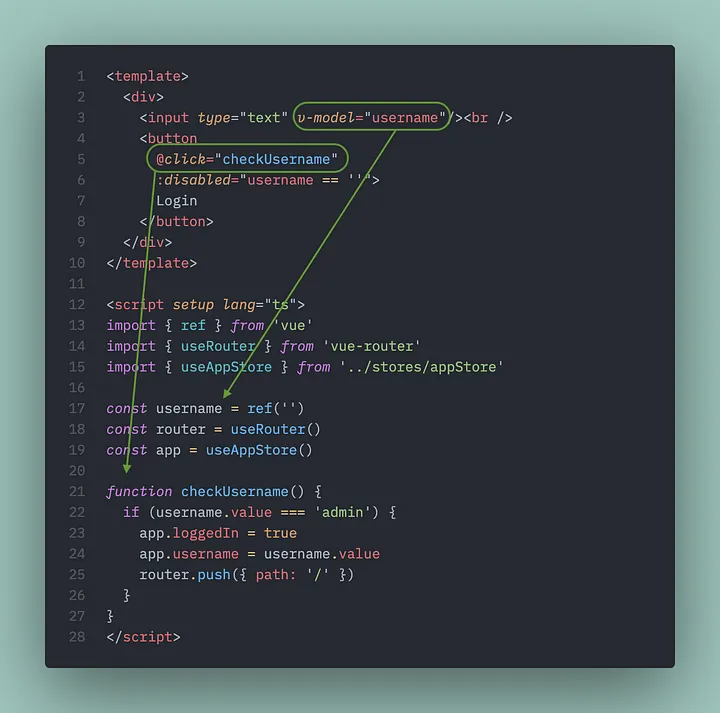 1 <template>
2   <div>
3     <input type="text" v-model="username"/><br />
4     <button
5       @click="checkUsername"
6       :disabled="username == ''">
7       Login
8     </button>
9   </div>
10 </template>
11
12 <script setup lang="ts">
13 import { ref } from 'vue'
14 import { useRouter } from 'vue-router'
15 import { useAppStore } from '../stores/appStore'
16
17 const username = ref('')
18 const router = useRouter()
19 const app = useAppStore()
20
21 function checkUsername() {
22   if (username.value === 'admin') {
23     app.loggedIn = true
24     app.username = username.value
25     router.push({ path: '/' })
26   }
27 }
28 </script>